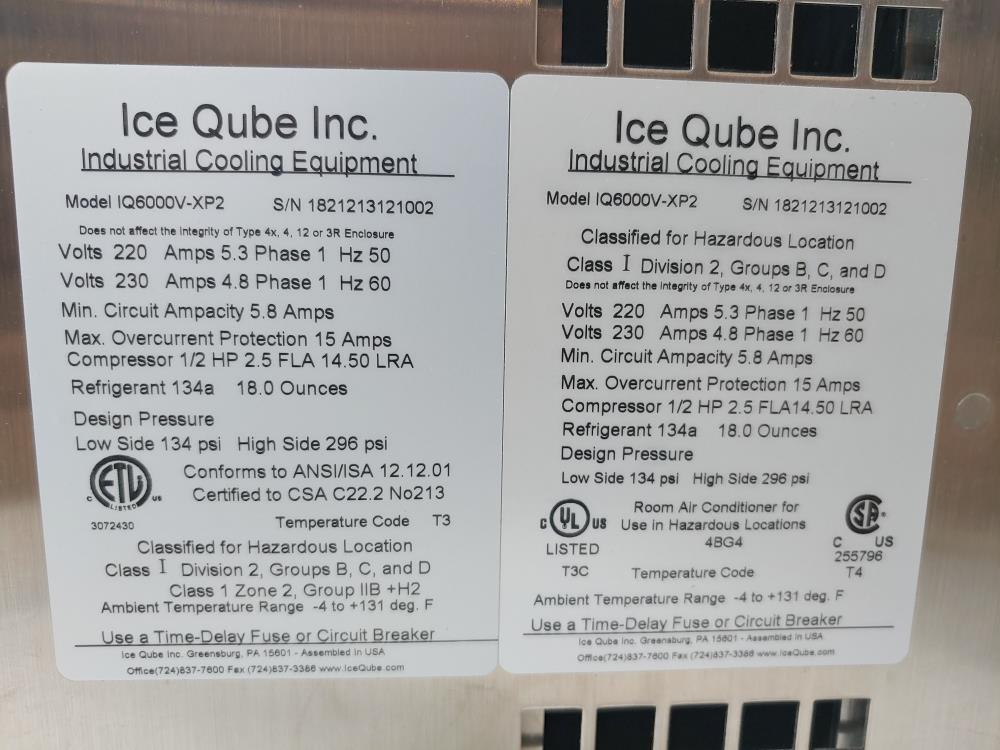 Ice Qube Inc.
Industrial Cooling Equipment
Model IQ6000V-XP2 S/N 1821213121002
Does not affect the Integrity of Type 4x, 4, 12 or 3R Enclosure
Volts 220 Amps 5.3 Phase 1 Hz 50
Volts 230 Amps 4.8 Phase 1 Hz 60
Min. Circuit Ampacity 5.8 Amps
Max. Overcurrent Protection 15 Amps
Compressor 1/2 HP 2.5 FLA 14.50 LRA
Refrigerant 134a 18.0 Ounces
Design Pressure
Low Side 134 psi High Side 296 psi
C ETL US
LISTED
Conforms to ANSI/ISA 12.12.01
Certified to CSA C22.2 No213
3072430
Temperature Code T3
Classified for Hazardous Location
Class I Division 2, Groups B, C, and D
Class 1 Zone 2, Group IIB +H2
Ambient Temperature Range -4 to +131 deg. F
Use a Time-Delay Fuse or Circuit Breaker
Ice Qube Inc. Greensburg, PA 15601 - Assembled in USA
Office(724)837-7600 Fax (724)837-3386 www.IceQube.com
Ice Qube Inc.
Industrial Cooling Equipment
Model IQ6000V-XP2 S/N 1821213121002
Classified for Hazardous Location
Class I Division 2, Groups B, C, and D
Does not affect the Integrity of Type 4x, 4, 12 or 3R Enclosure
Volts 220 Amps 5.3 Phase 1 Hz 50
Volts 230 Amps 4.8 Phase 1 Hz 60
Min. Circuit Ampacity 5.8 Amps
Max. Overcurrent Protection 15 Amps
Compressor 1/2 HP 2.5 FLA14.50 LRA
Refrigerant 134a 18.0 Ounces
Design Pressure
Low Side 134 psi High Side 296 psi
C UL US
LISTED
T3C
Room Air Conditioner for
Use in Hazardous Locations
4BG4
Temperature Code
SA
C US
255796
T4
Ambient Temperature Range -4 to +131 deg. F
Use a Time-Delay Fuse or Circuit Breaker
Ice Qube Inc. Greensburg, PA 15601 - Assembled in USA
Office(724)837-7600 Fax (724)837-3386 www.IceQube.com